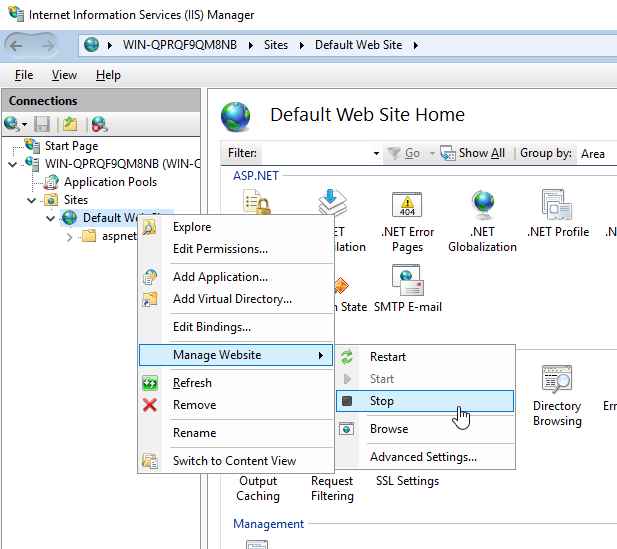 Internet Information Services (IIS) Manager
WIN-QPRQF9QM8NB
Sites
Default Web Site
File View Help
Connections
Start Page
WIN-QPRQF9QM8NB (WIN-Q
Application Pools
Sites
Default Web
aspnet
Explore
Edit Permissions...
Add Application...
Add Virtual Directory...
Edit Bindings...
Manage Website
Refresh
Remove
Rename
Switch to Content View
Restart
Start
Stop
Browse
Advanced Settings...
Default Web Site Home
Filter: Go Show All Group by: Area
ASP.NET
404
.NET Error
Pages
.NET
Globalization
.NET Profile
State
SMTP E-mail
Directory
Browsing
Output
Caching
Request
Filtering
SSL Settings
Management